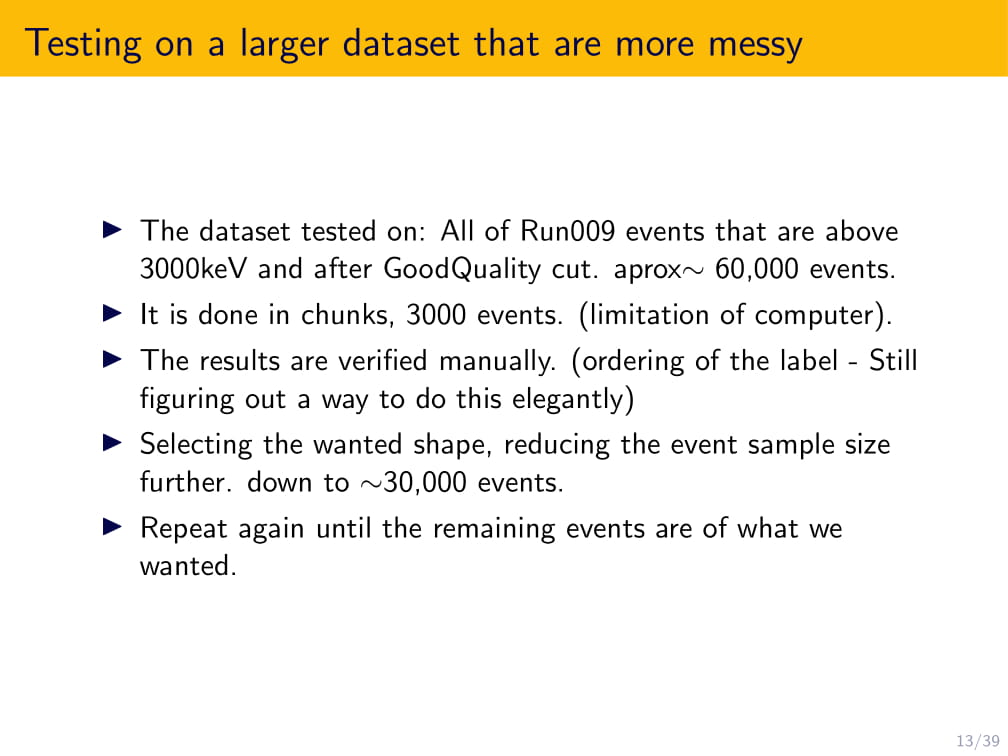 Testing on a larger dataset that are more messy
▶ The dataset tested on: All of Run009 events that are above
3000keV and after GoodQuality cut. aprox∼ 60,000 events.
▶ It is done in chunks, 3000 events. (limitation of computer).
▶ The results are verified manually. (ordering of the label - Still
figuring out a way to do this elegantly)
▶ Selecting the wanted shape, reducing the event sample size
further. down to ∼30,000 events.
▶ Repeat again until the remaining events are of what we
wanted.
13/39